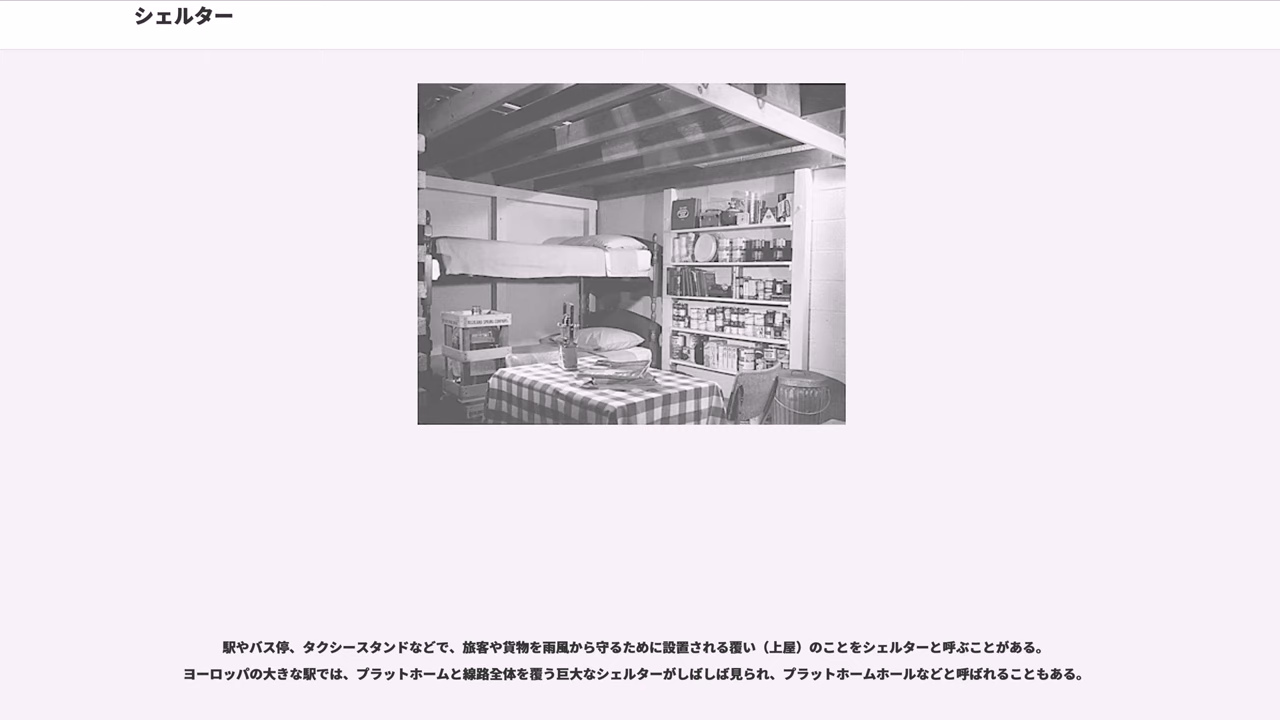 シェルター
駅やバス停、タクシースタンドなどで、旅客や貨物を雨風から守るために設置される覆い（上屋）のことをシェルターと呼ぶことがある。
ヨーロッパの大きな駅では、プラットホームと線路全体を覆う巨大なシェルターがしばしば見られ、プラットホームホールなどと呼ばれることもある。